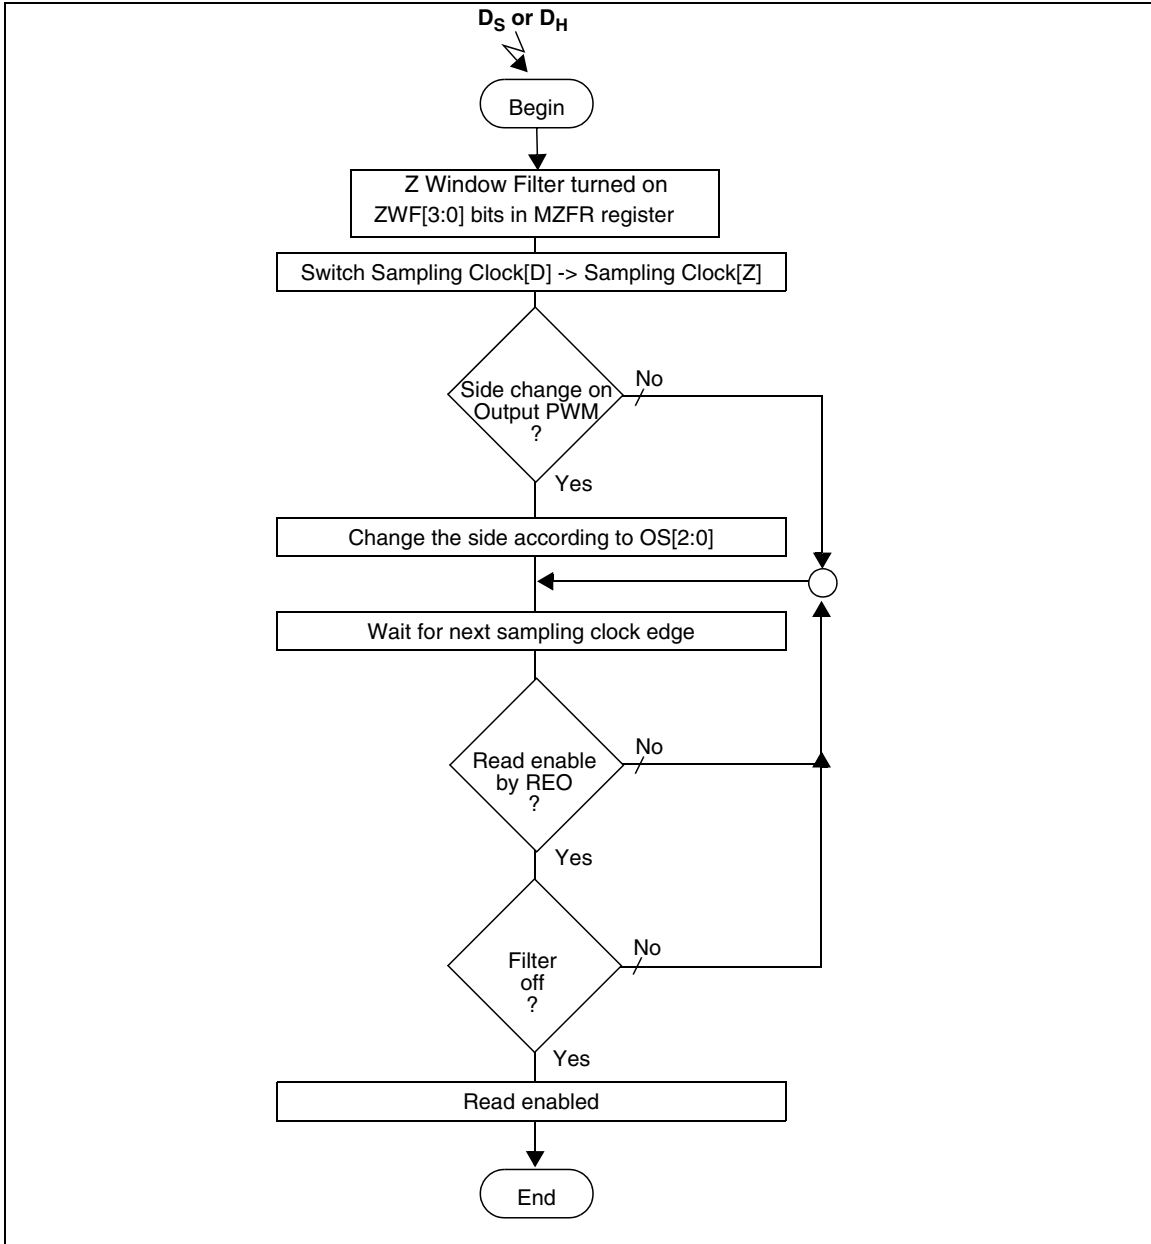 DS or DH
Begin
Z Window Filter turned on
ZWF[3:0] bits in MZFR register
Switch Sampling Clock[D] -> Sampling Clock[Z]
Side change on
Output PWM
?
No
Yes
Change the side according to OS[2:0]
Wait for next sampling clock edge
Read enable
by REO
?
No
Yes
Filter
off
?
No
Yes
Read enabled
End